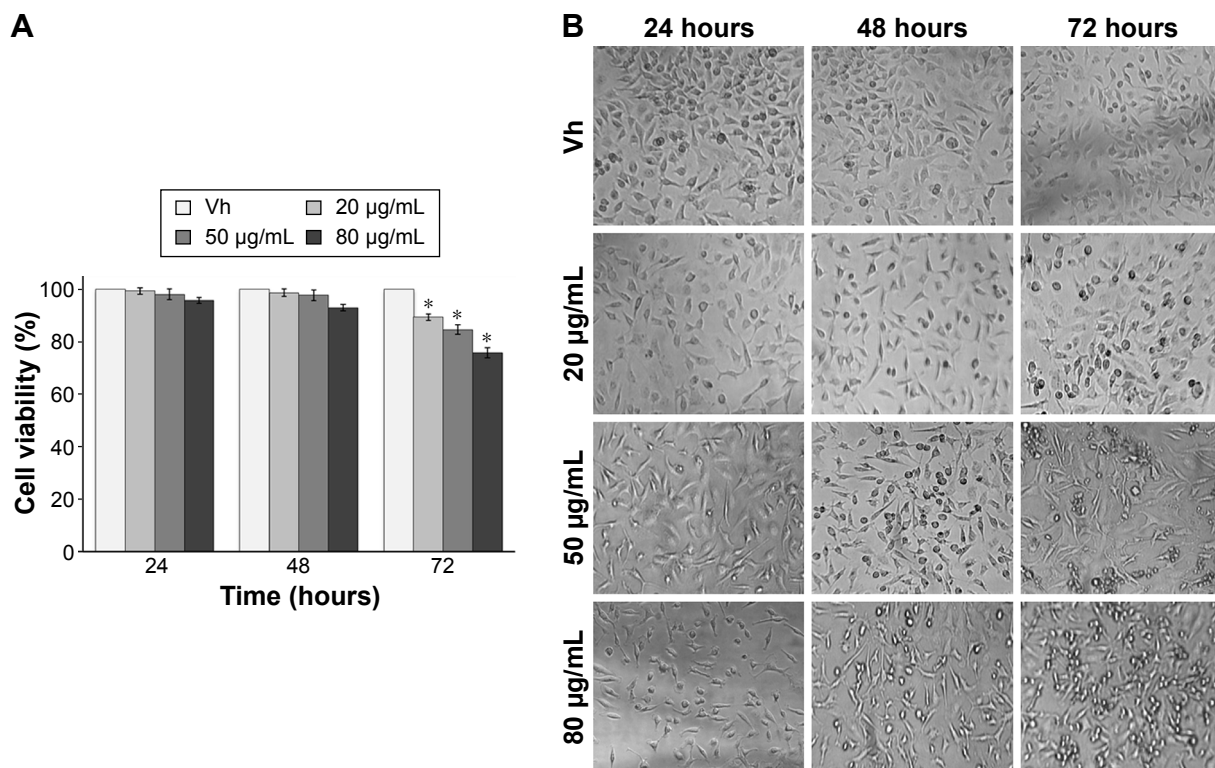 A
Vh
20 µg/mL
50 µg/mL
80 µg/mL
Cell viability (%)
100
80
60
40
20
0
*
*
*
24
48
72
Time (hours)
B
24 hours
48 hours
72 hours
Vh
20 µg/mL
50 µg/mL
80 µg/mL